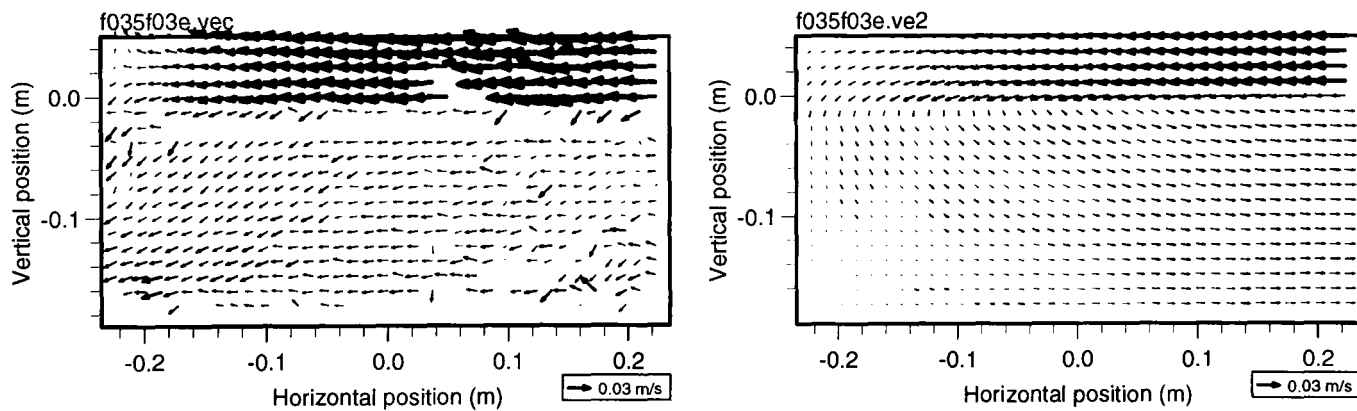 f035f03e.vec
Vertical position (m)
0.0
-0.1
-0.2
-0.1
0.0
0.1
0.2
Horizontal position (m)
0.03 m/s
f035f03e.ve2
Vertical position (m)
0.0
-0.1
-0.2
-0.1
0.0
0.1
0.2
Horizontal position (m)
0.03 m/s